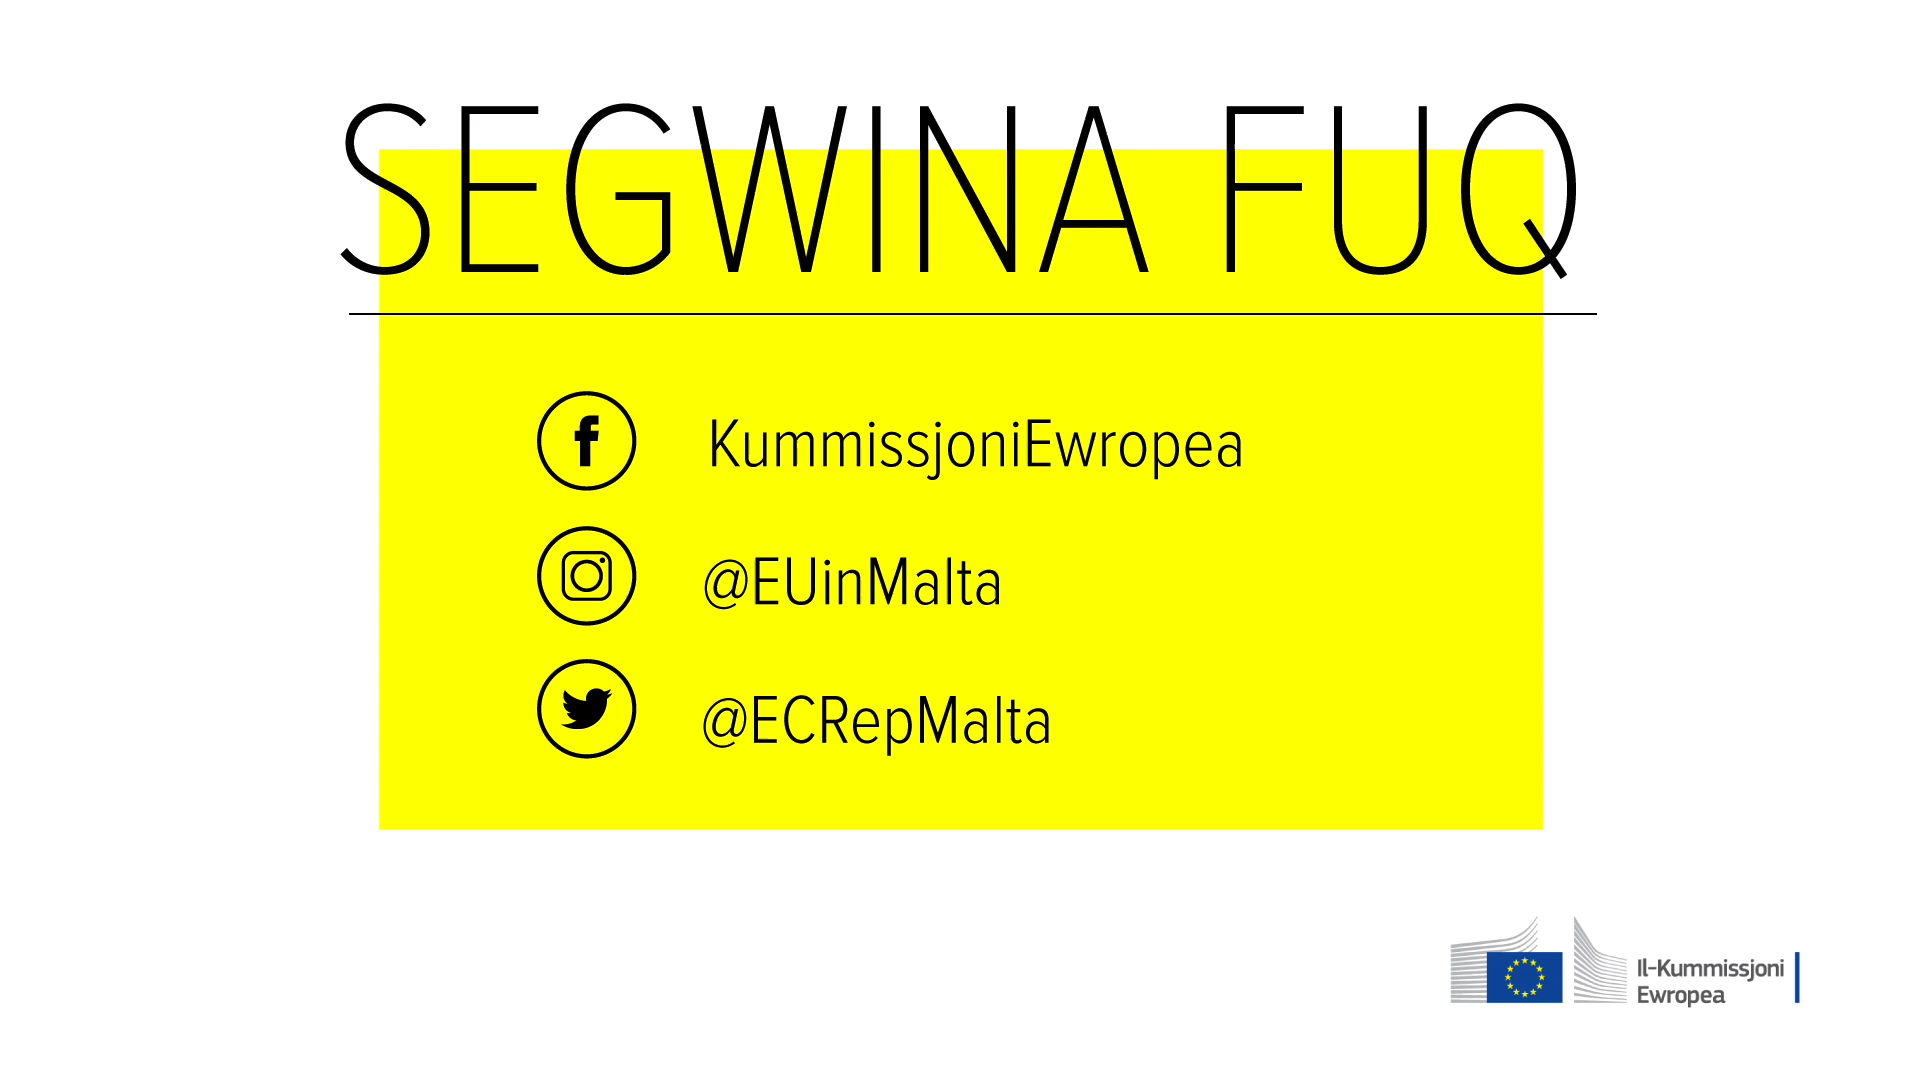 SEGWINA FUQ
KummissjoniEwropea
@EUinMalta
@ECRepMalta
Il-Kummissjoni
Ewropea